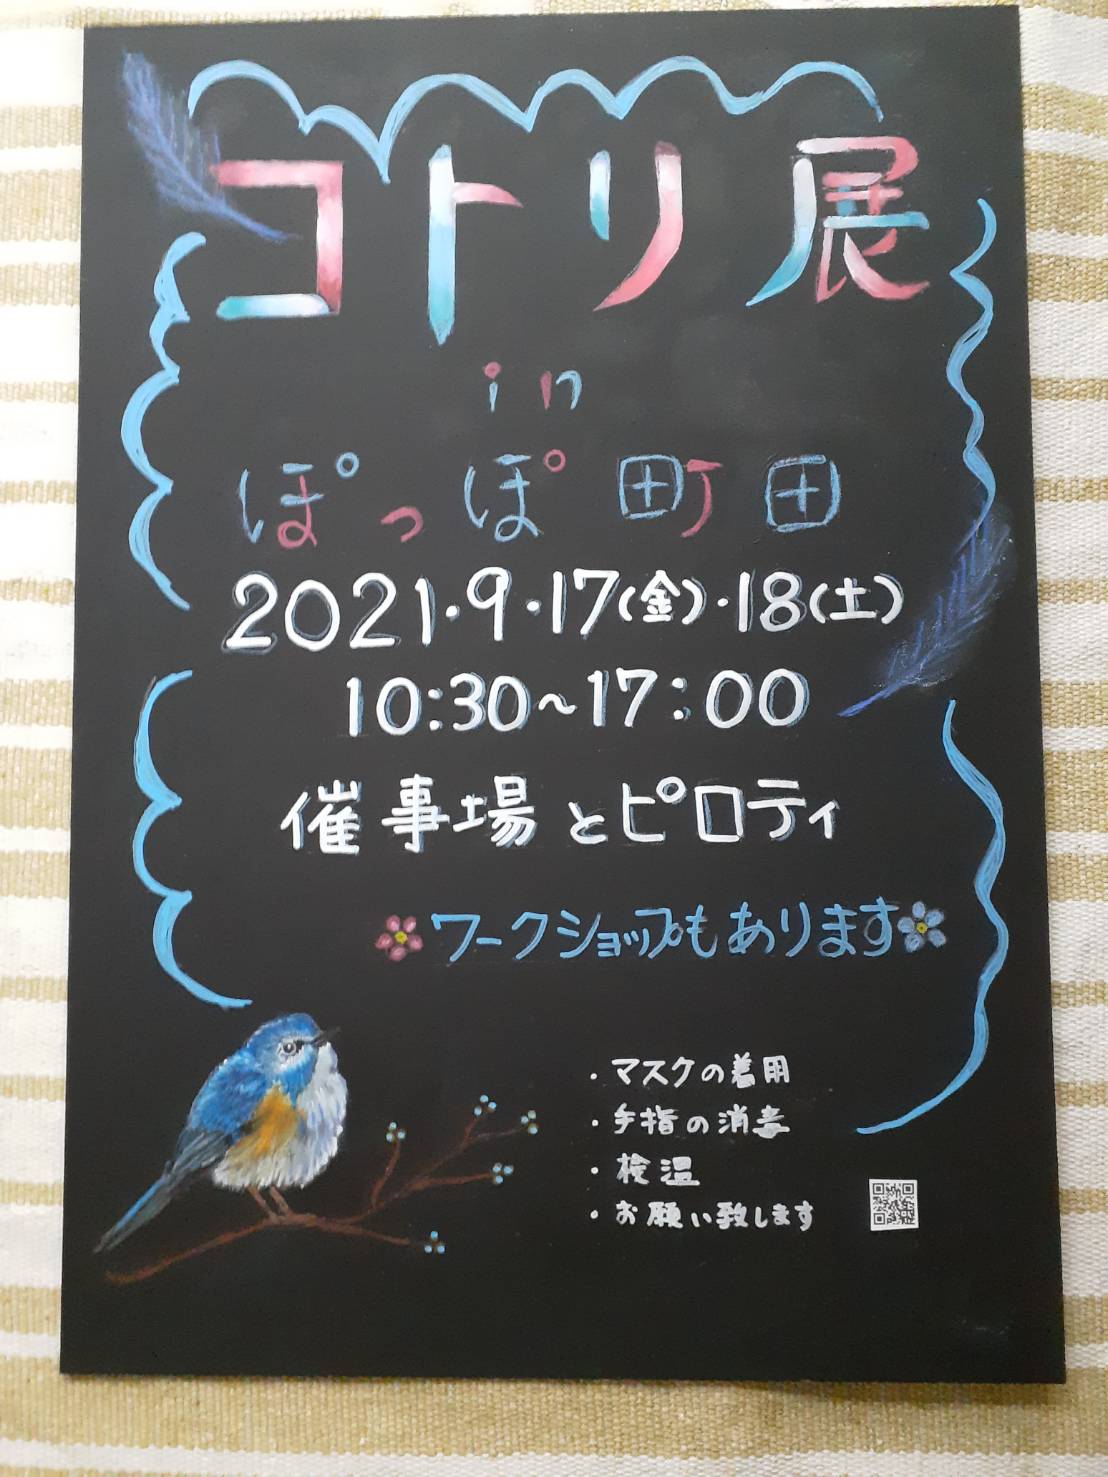 コトリ展
in
ぽっぽ町田
2021・9・17(金)・18(土)
10:30～17:00
催事場とピロティ
ワークショップもあります
・マスクの着用
・手指の消毒
・検温
・お願い致します